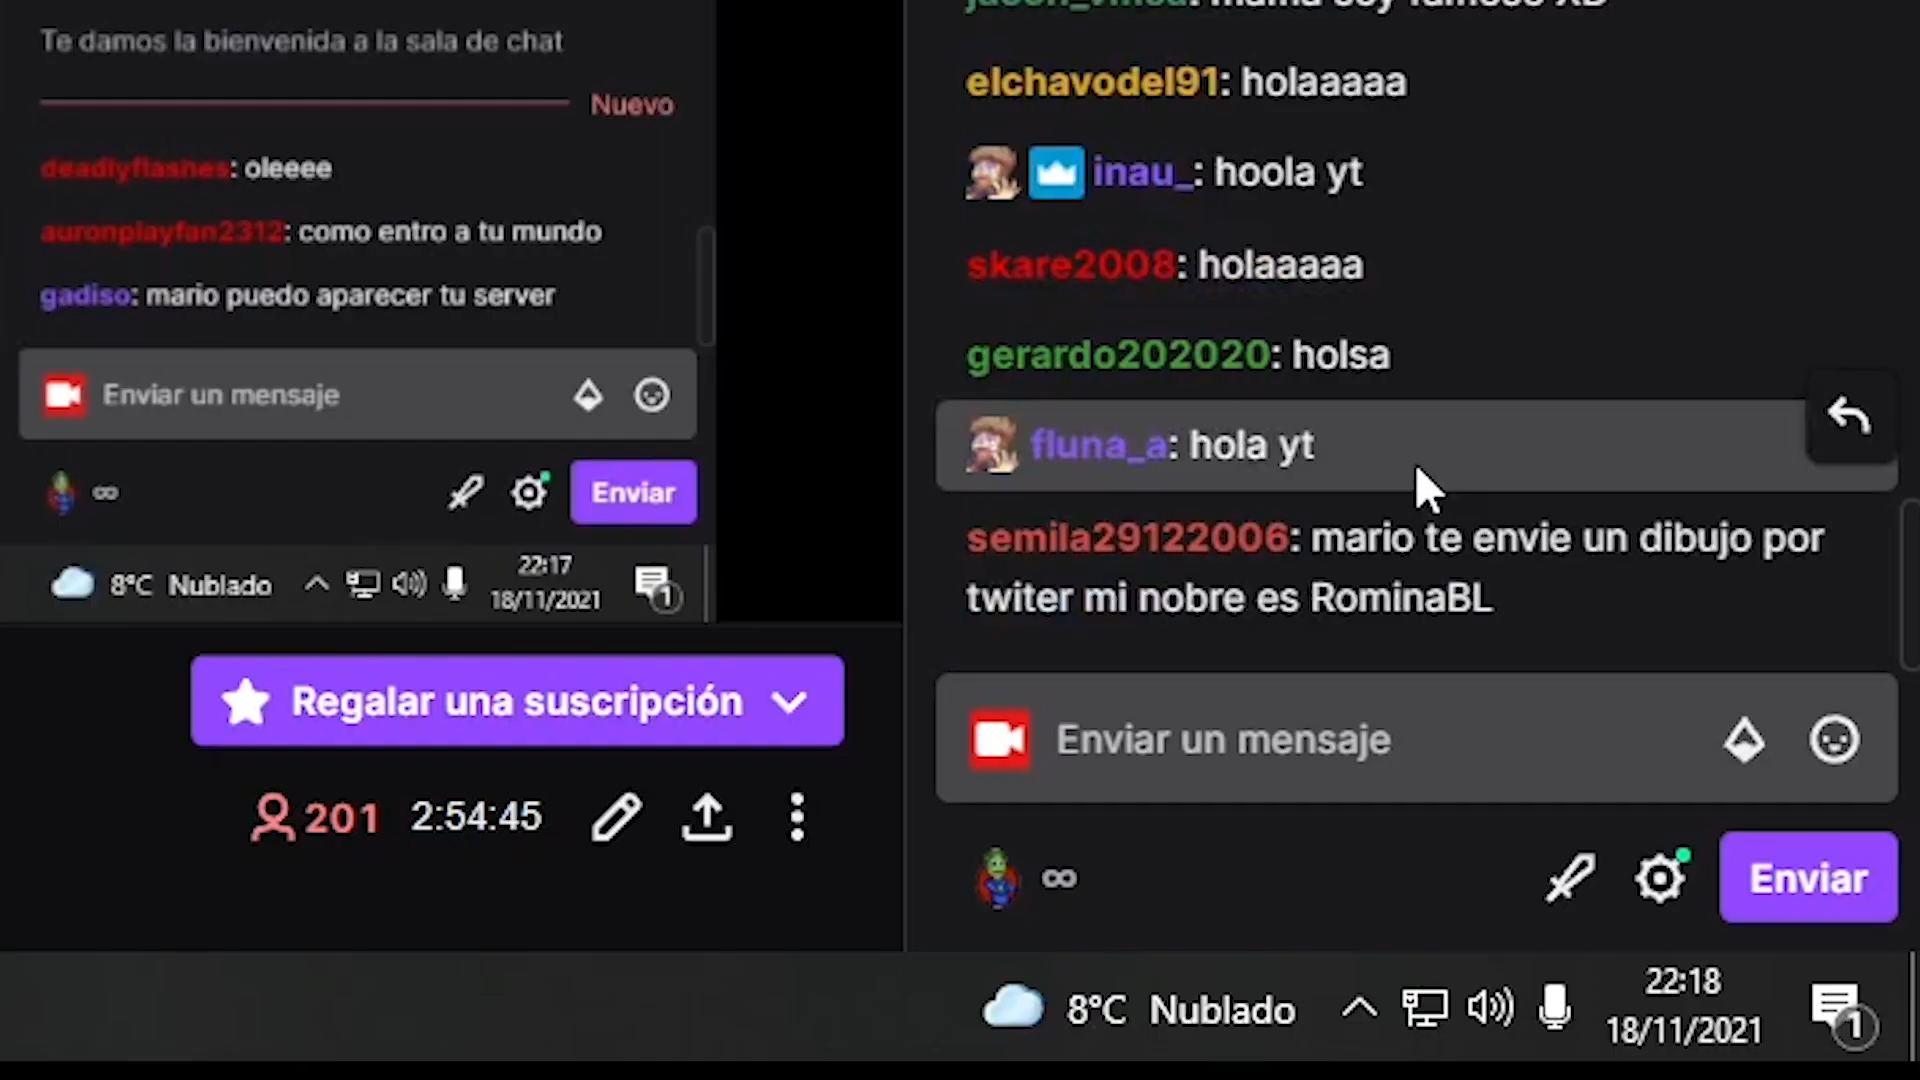 Te damos la bienvenida a la sala de chat
Nuevo
deadlyflashes: oleeee
auronplayfan2312: como entro a tu mundo
gadiso: mario puedo aparecer tu server
Enviar un mensaje
∞
Enviar
8°C Nublado
22:17
18/11/2021
1
Regalar una suscripción
201 2:54:45
elchavodel91: holaaaaa
inau_: hoola yt
skare2008: holaaaaa
gerardo202020: holsa
fluna_a: hola yt
semila29122006: mario te envie un dibujo por
twiter mi nobre es RominaBL
Enviar un mensaje
∞
Enviar
8°C Nublado
22:18
18/11/2021
1